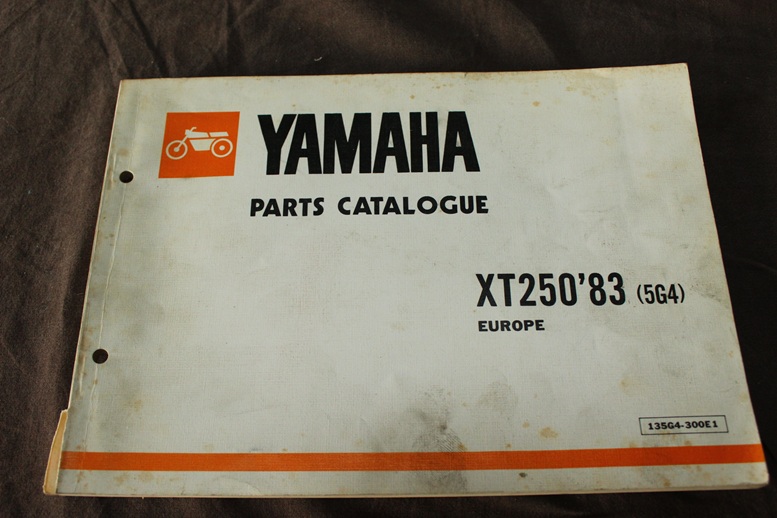 YAMAHA
PARTS CATALOGUE
XT250'83 (5G4)
EUROPE
135G4-300E1